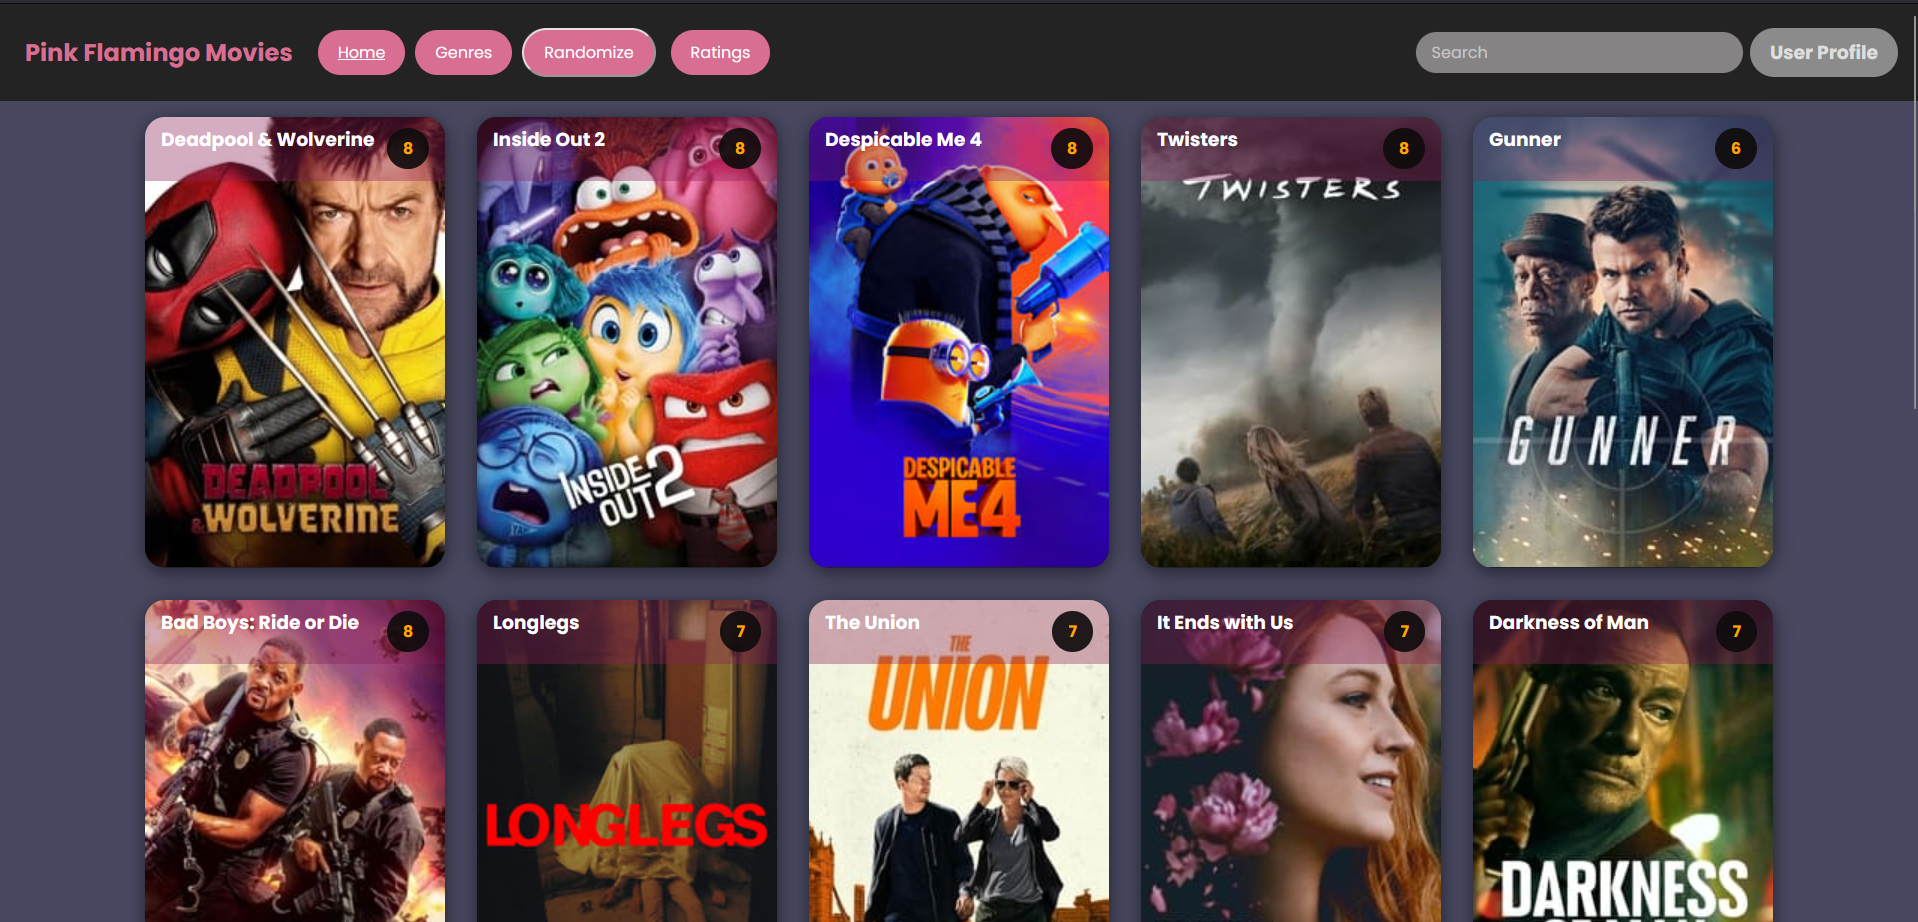 Pink Flamingo Movies
Home
Genres
Randomize
Ratings
Search
User Profile
Deadpool & Wolverine
8
DEADPOOL
& WOLVERINE
Inside Out 2
8
INSIDE
OUT 2
Despicable Me 4
8
DESPICABLE
ME4
Twisters
8
TWISTERS
Gunner
6
GUNNER
Bad Boys: Ride or Die
8
Longlegs
7
LONGLEGS
The Union
7
THE
UNION
It Ends with Us
7
Darkness of Man
7
DARKNESS